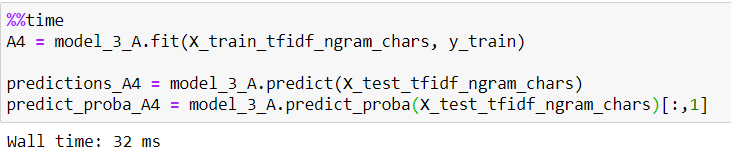 %%time
A4 = model_3_A.fit(X_train_tfidf_ngram_chars, y_train)
predictions_A4 = model_3_A.predict(X_test_tfidf_ngram_chars)
predict_proba_A4 = model_3_A.predict_proba(X_test_tfidf_ngram_chars)[:,1]
Wall time: 32 ms